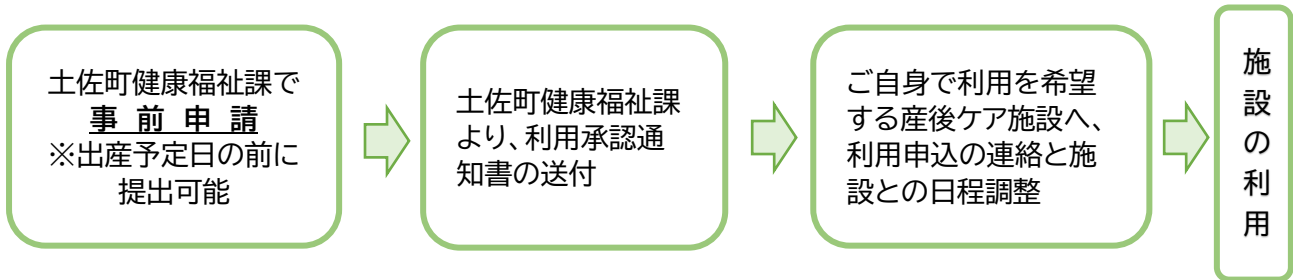 土佐町健康福祉課で
事前申請
※出産予定日の前に
提出可能
土佐町健康福祉課
より、利用承認通
知書の送付
ご自身で利用を希望
する産後ケア施設へ、
利用申込の連絡と施
設との日程調整
施設の利用